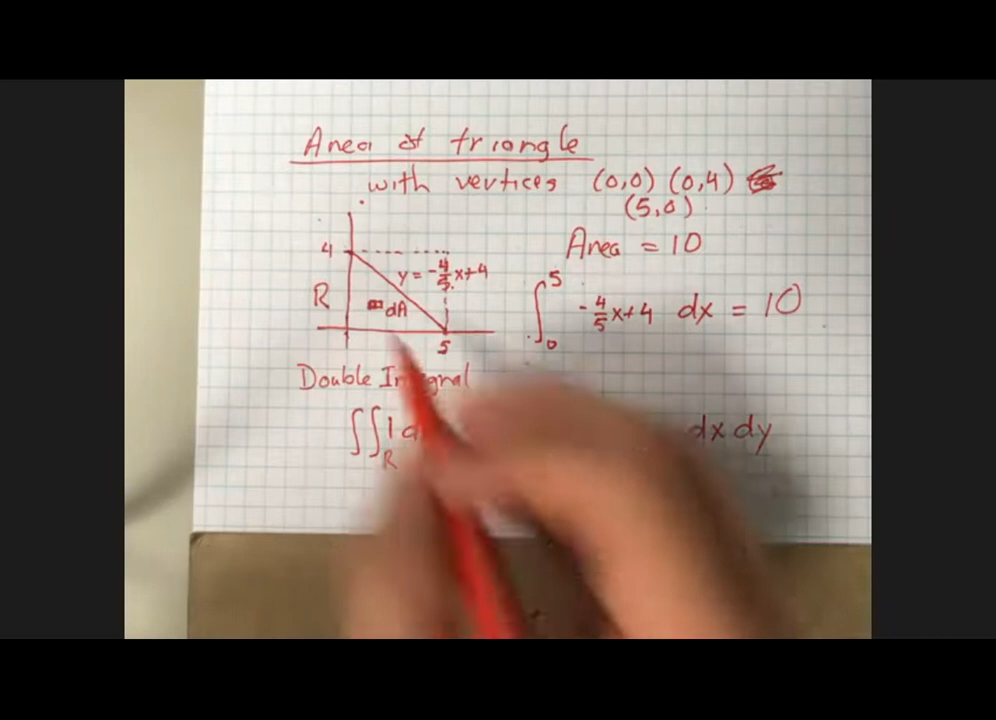 Area of triangle
with vertices (0,0) (0,4)
(5,0)
Area = 10
4
y = -4/5x+4
R
dA
5
∫₀⁵ -4/5x+4 dx = 10
Double Integral
∬_R 1 d
dx dy